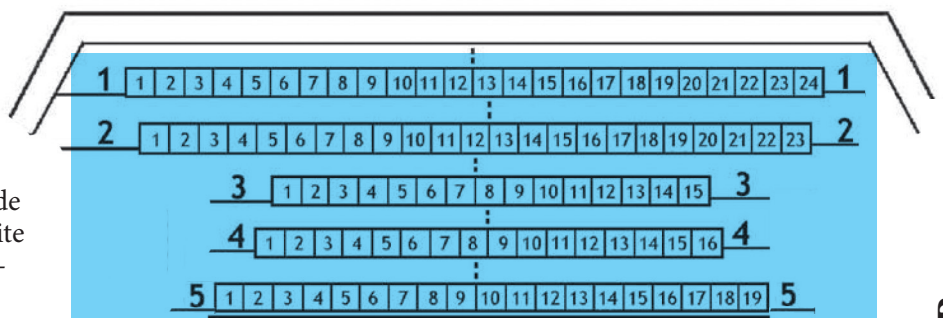 1 1 2 3 4 5 6 7 8 9 10 11 12 13 14 15 16 17 18 19 20 21 22 23 24 1
2 1 2 3 4 5 6 7 8 9 10 11 12 13 14 15 16 17 18 19 20 21 22 23 2
3 1 2 3 4 5 6 7 8 9 10 11 12 13 14 15 3
de
ite
4 1 2 3 4 5 6 7 8 9 10 11 12 13 14 15 16 4
-
5 1 2 3 4 5 6 7 8 9 10 11 12 13 14 15 16 17 18 19 5